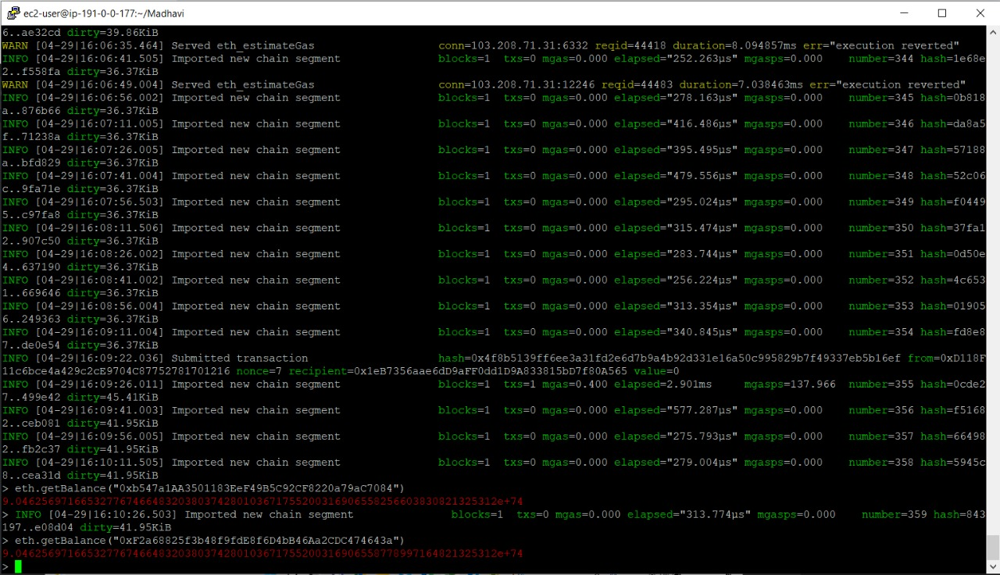 ec2-user@ip-191-0-0-177:~/Madhavi
6..ae32cd dirty=39.86KiB
WARN [04-29|16:06:35.464] Served eth_estimateGas conn=103.208.71.31:6332 reqid=44418 duration=8.094857ms err="execution reverted"
INFO [04-29|16:06:41.505] Imported new chain segment blocks=1 txs=0 mgas=0.000 elapsed="252.263µs" mgasps=0.000 number=344 hash=1e68e
2..f558fa dirty=36.37KiB
WARN [04-29|16:06:49.004] Served eth_estimateGas conn=103.208.71.31:12246 reqid=44483 duration=7.038463ms err="execution reverted"
INFO [04-29|16:06:56.002] Imported new chain segment blocks=1 txs=0 mgas=0.000 elapsed="278.163µs" mgasps=0.000 number=345 hash=0b818
a..876b66 dirty=36.37KiB
INFO [04-29|16:07:11.005] Imported new chain segment blocks=1 txs=0 mgas=0.000 elapsed="416.486µs" mgasps=0.000 number=346 hash=da8a5
f..71238a dirty=36.37KiB
INFO [04-29|16:07:26.005] Imported new chain segment blocks=1 txs=0 mgas=0.000 elapsed="395.495µs" mgasps=0.000 number=347 hash=57188
a..bfd829 dirty=36.37KiB
INFO [04-29|16:07:41.004] Imported new chain segment blocks=1 txs=0 mgas=0.000 elapsed="479.556µs" mgasps=0.000 number=348 hash=52c06
c..9fa71e dirty=36.37KiB
INFO [04-29|16:07:56.503] Imported new chain segment blocks=1 txs=0 mgas=0.000 elapsed="295.024µs" mgasps=0.000 number=349 hash=f0449
5..c97fa8 dirty=36.37KiB
INFO [04-29|16:08:11.506] Imported new chain segment blocks=1 txs=0 mgas=0.000 elapsed="315.474µs" mgasps=0.000 number=350 hash=37fa1
2..907c50 dirty=36.37KiB
INFO [04-29|16:08:26.002] Imported new chain segment blocks=1 txs=0 mgas=0.000 elapsed="283.744µs" mgasps=0.000 number=351 hash=0d50e
4..637190 dirty=36.37KiB
INFO [04-29|16:08:41.002] Imported new chain segment blocks=1 txs=0 mgas=0.000 elapsed="256.224µs" mgasps=0.000 number=352 hash=4c653
1..669646 dirty=36.37KiB
INFO [04-29|16:08:56.004] Imported new chain segment blocks=1 txs=0 mgas=0.000 elapsed="313.354µs" mgasps=0.000 number=353 hash=01905
6..249363 dirty=36.37KiB
INFO [04-29|16:09:11.004] Imported new chain segment blocks=1 txs=0 mgas=0.000 elapsed="340.845µs" mgasps=0.000 number=354 hash=fd8e8
7..de0e54 dirty=36.37KiB
INFO [04-29|16:09:22.036] Submitted transaction hash=0x4f8b5139ff6ee3a31fd2e6d7b9a4b92d331e16a50c995829b7f49337eb5b16ef from=0xD118F
11c6bce4a429c2cE9704C87752781701216 nonce=7 recipient=0x1eB7356aae6dD9aFF0dd1D9A833815bD7f80A565 value=0
INFO [04-29|16:09:26.011] Imported new chain segment blocks=1 txs=1 mgas=0.400 elapsed=2.901ms mgasps=137.966 number=355 hash=0cde2
7..499e42 dirty=45.41KiB
INFO [04-29|16:09:41.003] Imported new chain segment blocks=1 txs=0 mgas=0.000 elapsed="577.287µs" mgasps=0.000 number=356 hash=f5168
2..ceb081 dirty=41.95KiB
INFO [04-29|16:09:56.005] Imported new chain segment blocks=1 txs=0 mgas=0.000 elapsed="275.793µs" mgasps=0.000 number=357 hash=66498
2..fb2c37 dirty=41.95KiB
INFO [04-29|16:10:11.505] Imported new chain segment blocks=1 txs=0 mgas=0.000 elapsed="279.004µs" mgasps=0.000 number=358 hash=5945c
8..cea31d dirty=41.95KiB
> eth.getBalance("0xb547a1AA3501183EeF49B5C92CF8220a79aC7084")
9.04625697166532776746648320380374280103671755200316906558256603830821325312e+74
> INFO [04-29|16:10:26.503] Imported new chain segment blocks=1 txs=0 mgas=0.000 elapsed="313.774µs" mgasps=0.000 number=359 hash=843
197..e08d04 dirty=41.95KiB
> eth.getBalance("0xF2a68825f3b48f9fdE8f6D4bB46Aa2CDC474643a")
9.04625697166532776746648320380374280103671755200316906558778997164821325312e+74
>